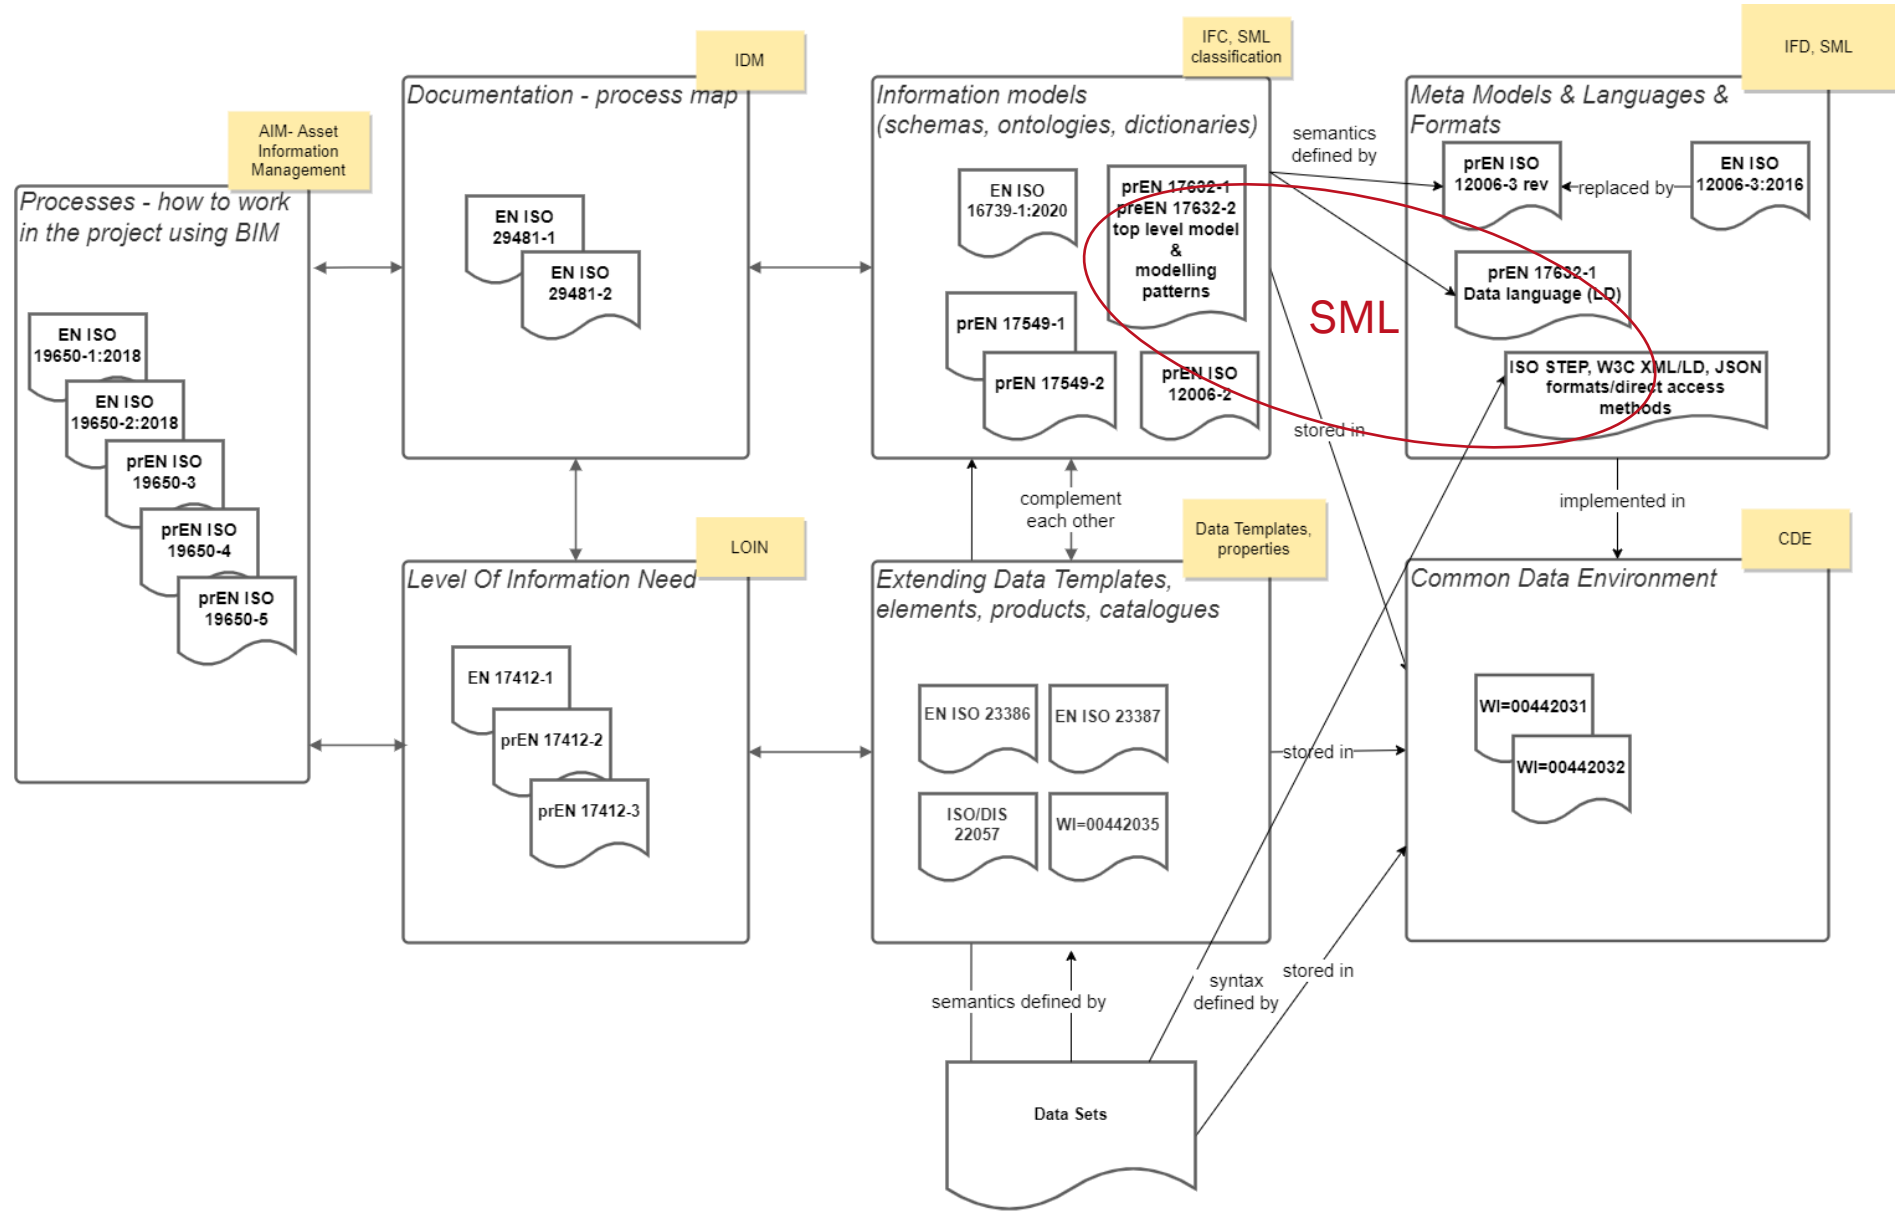 AIM- Asset
Information
Management
Processes - how to work
in the project using BIM
EN ISO
19650-1:2018
EN ISO
19650-2:2018
prEN ISO
19650-3
prEN ISO
19650-4
prEN ISO
19650-5
IDM
Documentation - process map
EN ISO
29481-1
EN ISO
29481-2
LOIN
Level Of Information Need
EN 17412-1
prEN 17412-2
prEN 17412-3
IFC, SML
classification
Information models
(schemas, ontologies, dictionaries)
EN ISO
16739-1:2020
prEN 17632-1
preEN 17632-2
top level model
&
modelling
patterns
prEN 17549-1
prEN 17549-2
prEN ISO
12006-2
complement
each other
Data Templates,
properties
Extending Data Templates,
elements, products, catalogues
EN ISO 23386
EN ISO 23387
ISO/DIS
22057
WI=00442035
semantics
defined by
SML
stored in
stored in
IFD, SML
Meta Models & Languages &
Formats
prEN ISO
12006-3 rev
replaced by
EN ISO
12006-3:2016
prEN 17632-1
Data language (LD)
ISO STEP, W3C XML/LD, JSON
formats/direct access
methods
implemented in
CDE
Common Data Environment
WI=00442031
WI=00442032
semantics defined by
syntax
defined by
stored in
Data Sets